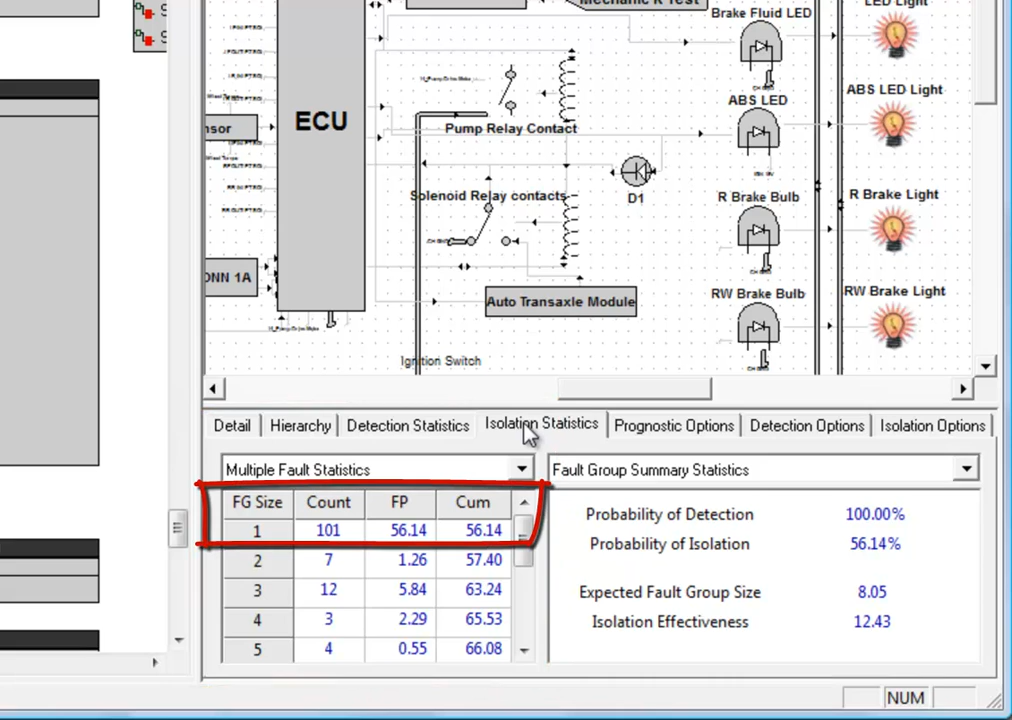 Mechanic R Test
LED Light
Brake Fluid LED
ABS LED Light
ABS LED
ECU
nsor
Pump Relay Contact
Solenoid Relay contacts
D1
R Brake Bulb
R Brake Light
ONN 1A
Auto Transaxle Module
RW Brake Bulb
RW Brake Light
Ignition Switch
Detail Hierarchy Detection Statistics Isolation Statistics Prognostic Options Detection Options Isolation Options
Multiple Fault Statistics Fault Group Summary Statistics
FG Size Count FP Cum
1 101 56.14 56.14
2 7 1.26 57.40
3 12 5.84 63.24
4 3 2.29 65.53
5 4 0.55 66.08
Probability of Detection 100.00%
Probability of Isolation 56.14%
Expected Fault Group Size 8.05
Isolation Effectiveness 12.43
NUM